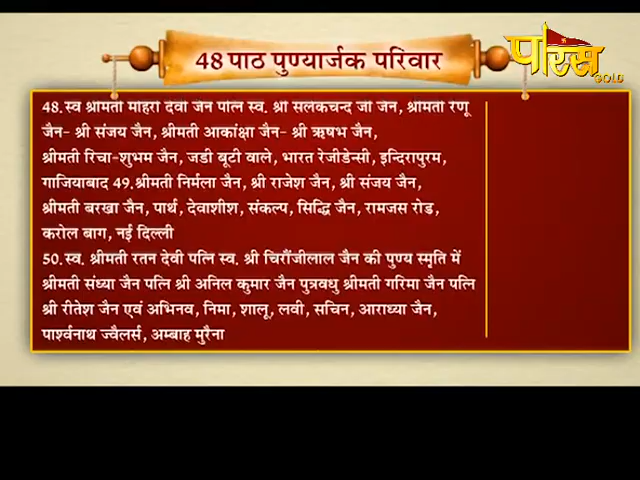 48 पाठ पुण्यार्जक परिवार
पारस
GOLD
48. स्व श्रीमती मोहरा देवी जैन पत्नि स्व. श्री सलेकचन्द जी जैन, श्रीमती रेणू
जैन- श्री संजय जैन, श्रीमती आकांक्षा जैन- श्री ऋषभ जैन,
श्रीमती रिचा-शुभम जैन, जडी बूटी वाले, भारत रेजीडेन्सी, इन्दिरापुरम,
गाजियाबाद 49. श्रीमती निर्मला जैन, श्री राजेश जैन, श्री संजय जैन,
श्रीमती बरखा जैन, पार्थ, देवाशीश, संकल्प, सिद्धि जैन, रामजस रोड,
करोल बाग, नई दिल्ली
50. स्व. श्रीमती रतन देवी पत्नि स्व. श्री चिरौंजीलाल जैन की पुण्य स्मृति में
श्रीमती संध्या जैन पत्नि श्री अनिल कुमार जैन पुत्रवधु श्रीमती गरिमा जैन पत्नि
श्री रीतेश जैन एवं अभिनव, निमा, शालू, लवी, सचिन, आराध्या जैन,
पार्श्वनाथ ज्वैलर्स, अम्बाह मुरैना